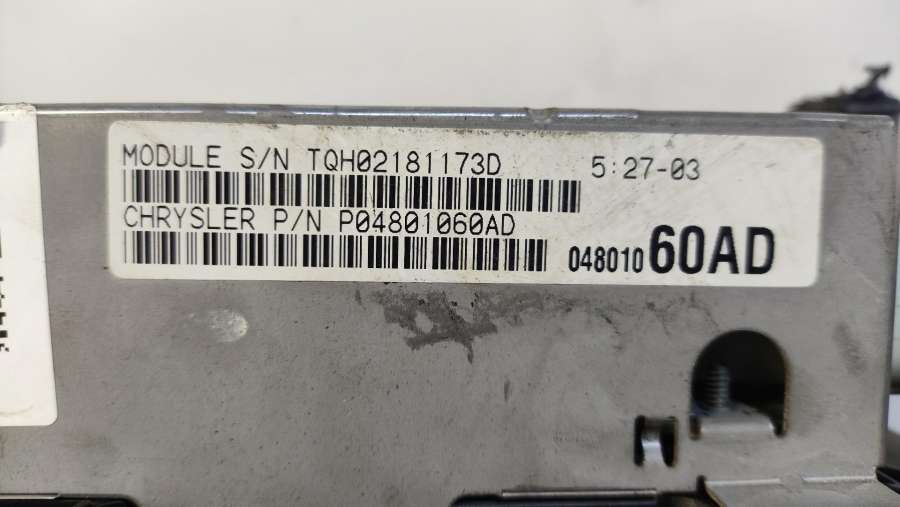 MODULE S/N TQH02181173D 5:27-03
CHRYSLER P/N P04801060AD
04801060AD